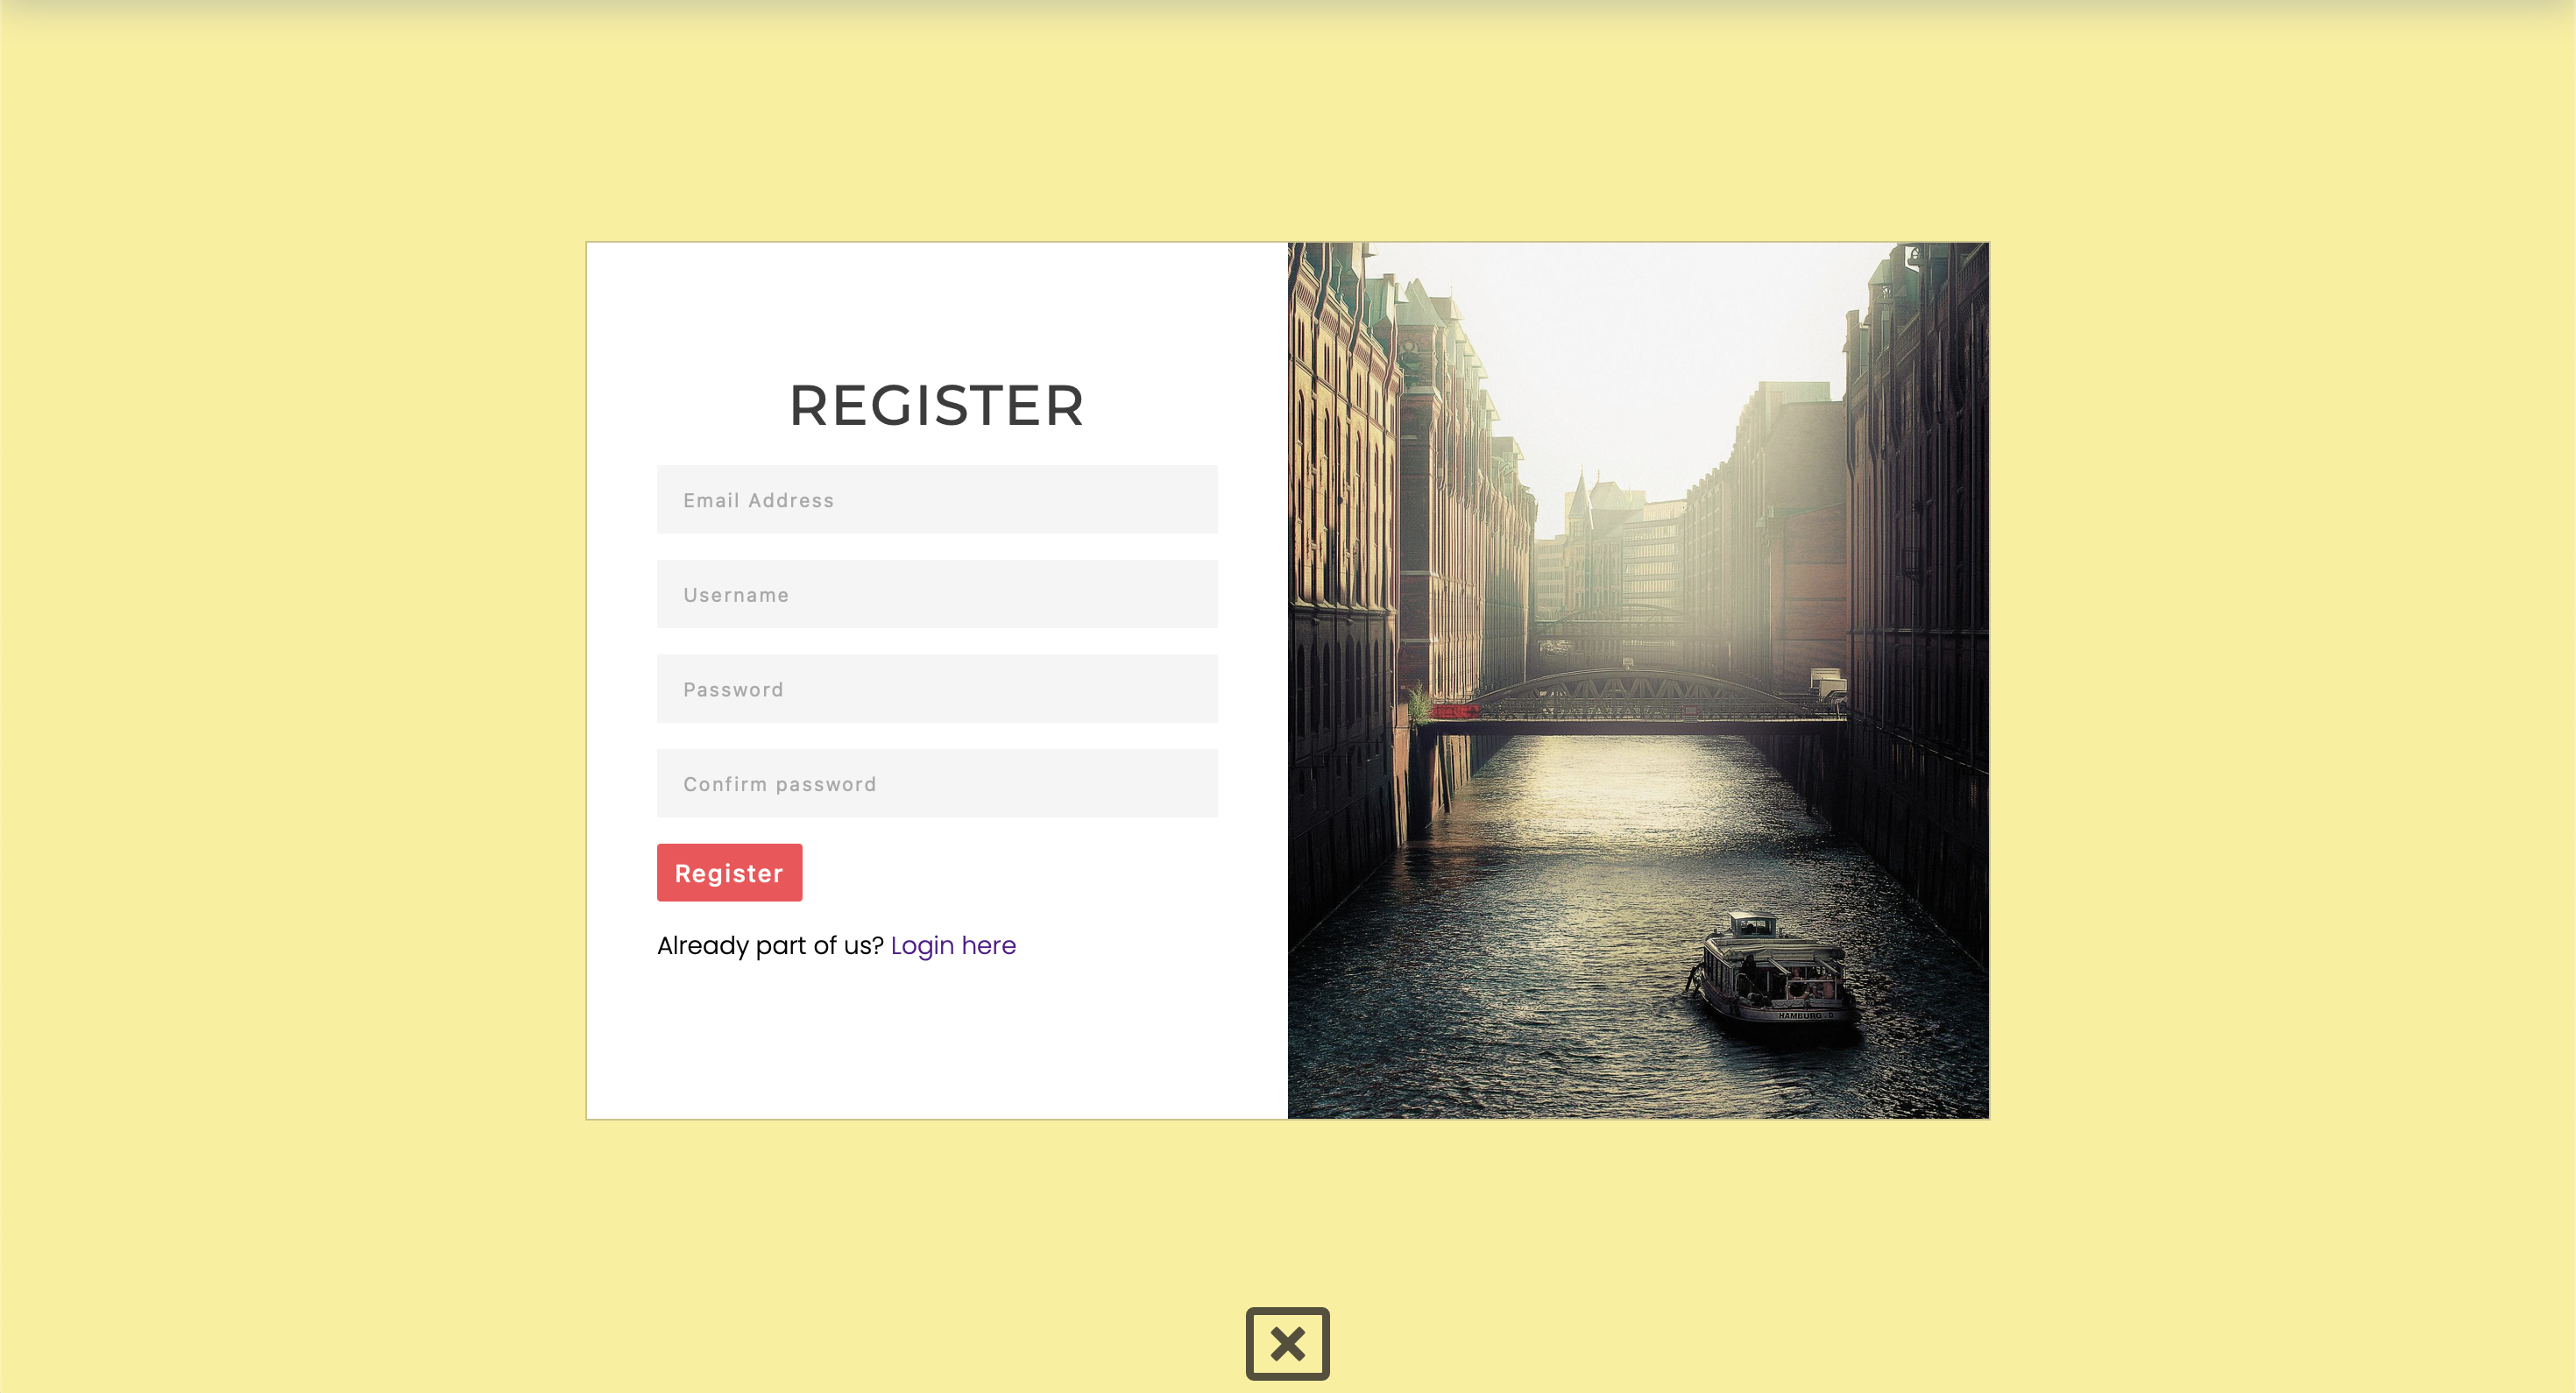 REGISTER
Email Address
Username
Password
Confirm password
Register
Already part of us? Login here
HAMBURG